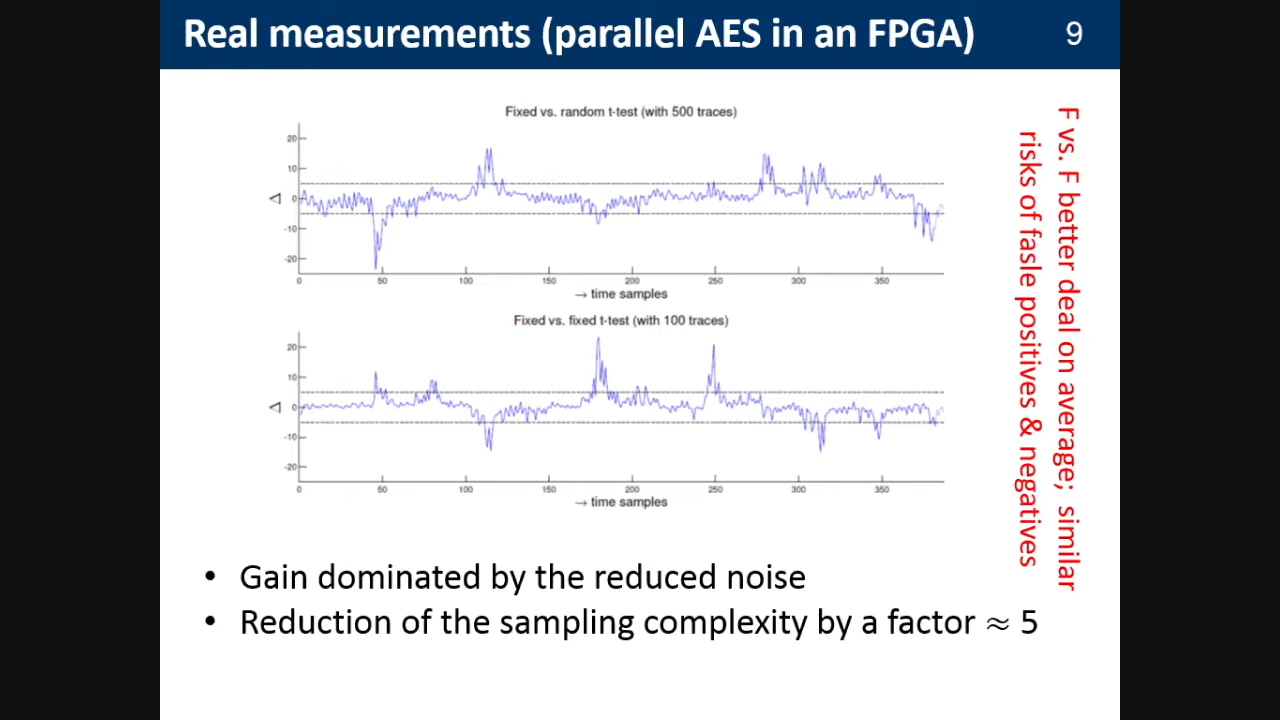 Real measurements (parallel AES in an FPGA)
9
Fixed vs. random t-test (with 500 traces)
20
10
0
-10
-20
Δ
0 50 100 150 200 250 300 350
→ time samples
Fixed vs. fixed t-test (with 100 traces)
20
10
0
-10
-20
Δ
0 50 100 150 200 250 300 350
→ time samples
F vs. F better deal on average; similar
risks of fasle positives & negatives
• Gain dominated by the reduced noise
• Reduction of the sampling complexity by a factor ≈ 5